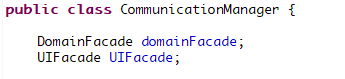 public class CommunicationManager {
DomainFacade domainFacade;
UIFacade UIFacade;